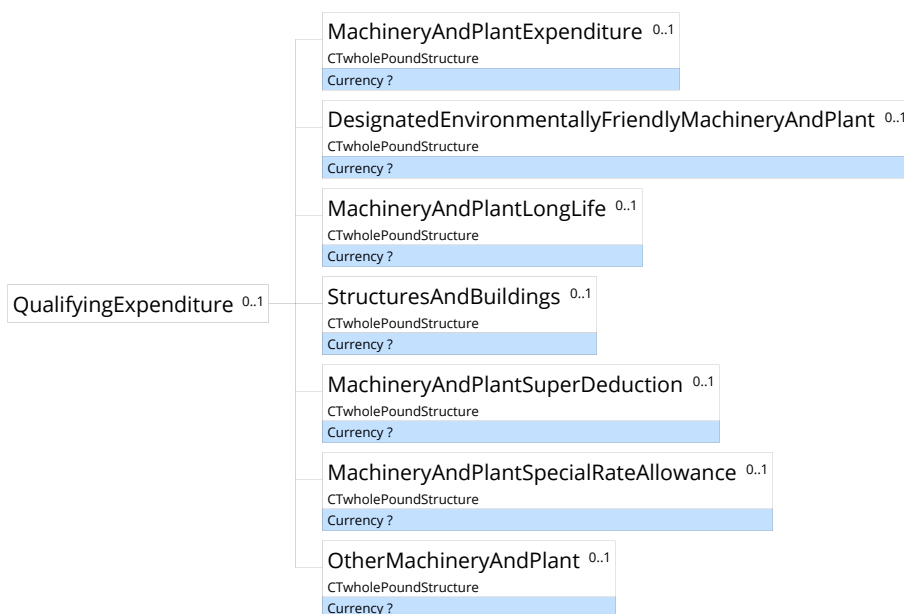 MachineryAndPlantExpenditure 0..1
CTwholePoundStructure
Currency ?
DesignatedEnvironmentallyFriendlyMachineryAndPlant 0..1
CTwholePoundStructure
Currency ?
MachineryAndPlantLongLife 0..1
CTwholePoundStructure
Currency ?
QualifyingExpenditure 0..1
StructuresAndBuildings 0..1
CTwholePoundStructure
Currency ?
MachineryAndPlantSuperDeduction 0..1
CTwholePoundStructure
Currency ?
MachineryAndPlantSpecialRateAllowance 0..1
CTwholePoundStructure
Currency ?
OtherMachineryAndPlant 0..1
CTwholePoundStructure
Currency ?